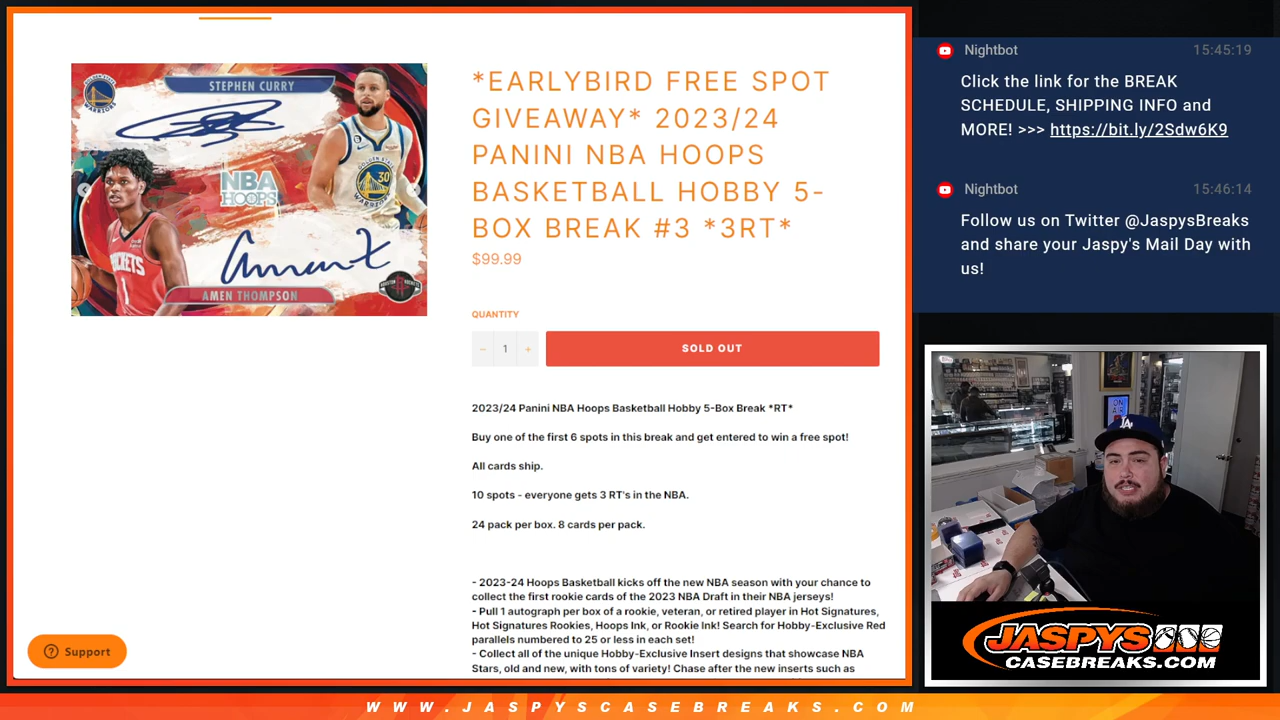 STEPHEN CURRY
NBA
HOOPS
30
ROCKETS
1
AMEN THOMPSON
*EARLYBIRD FREE SPOT
GIVEAWAY* 2023/24
PANINI NBA HOOPS
BASKETBALL HOBBY 5-
BOX BREAK #3 *3RT*
$99.99
QUANTITY
− 1 +
SOLD OUT
2023/24 Panini NBA Hoops Basketball Hobby 5-Box Break *RT*
Buy one of the first 6 spots in this break and get entered to win a free spot!
All cards ship.
10 spots - everyone gets 3 RT's in the NBA.
24 pack per box. 8 cards per pack.
- 2023-24 Hoops Basketball kicks off the new NBA season with your chance to
collect the first rookie cards of the 2023 NBA Draft in their NBA jerseys!
- Pull 1 autograph per box of a rookie, veteran, or retired player in Hot Signatures,
Hot Signatures Rookies, Hoops Ink, or Rookie Ink! Search for Hobby-Exclusive Red
parallels numbered to 25 or less in each set!
- Collect all of the unique Hobby-Exclusive Insert designs that showcase NBA
Stars, old and new, with tons of variety! Chase after the new inserts such as
Support
Nightbot 15:45:19
Click the link for the BREAK
SCHEDULE, SHIPPING INFO and
MORE! >>> https://bit.ly/2Sdw6K9
Nightbot 15:46:14
Follow us on Twitter @JaspysBreaks
and share your Jaspy's Mail Day with
us!
ON
AIR
LA
JASPYS
CASEBREAKS.COM
WWW.JASPYSCASEBREAKS.COM